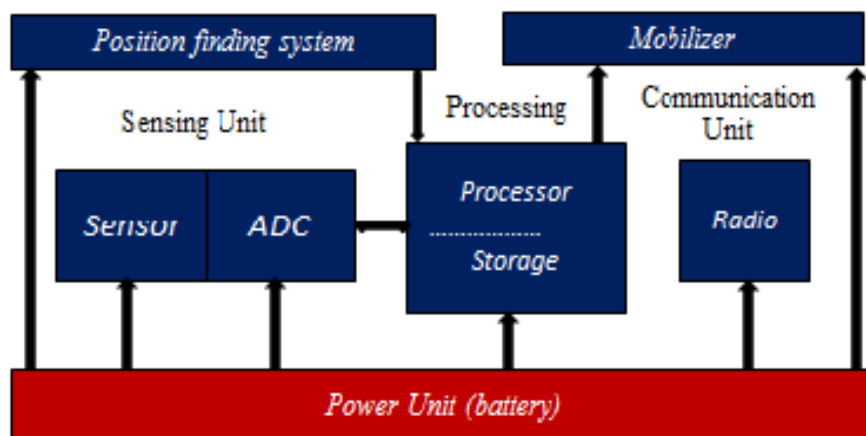 Position finding system
Mobilizer
Sensing Unit
Processing
Communication
Unit
Sensor
ADC
Processor
....................
Storage
Radio
Power Unit (battery)